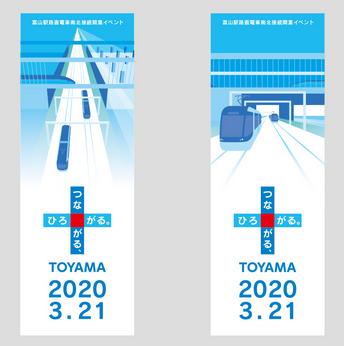 富山駅路面電車南北接続開業イベント
つな
ひろがる。
がる、
TOYAMA
2020
3.21
富山駅路面電車南北接続開業イベント
つな
ひろがる。
がる、
TOYAMA
2020
3.21